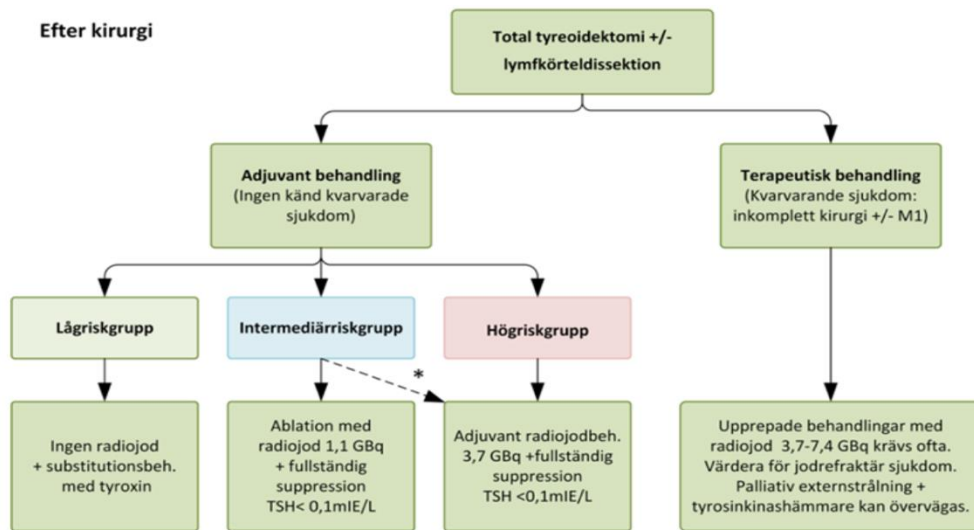 Efter kirurgi
Total tyreoidektomi +/-
lymfkörteldissektion
Adjuvant behandling
(Ingen känd kvarvarade
sjukdom)
Terapeutisk behandling
(Kvarvarande sjukdom:
inkomplett kirurgi +/- M1)
Lågriskgrupp
Intermediärriskgrupp
Högriskgrupp
*
Ingen radiojod
+ substitutionsbeh.
med tyroxin
Ablation med
radiojod 1,1 GBq
+ fullständig
suppression
TSH< 0,1mIE/L
Adjuvant radiojodbeh.
3,7 GBq +fullständig
suppression
TSH <0,1mIE/L
Upprepade behandlingar med
radiojod 3,7-7,4 GBq krävs ofta.
Värdera för jodrefraktär sjukdom.
Palliativ externstrålning +
tyrosinkinashämmare kan övervägas.